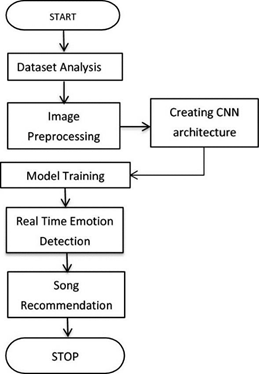 START
Dataset Analysis
Image
Preprocessing
Creating CNN
architecture
Model Training
Real Time Emotion
Detection
Song
Recommendation
STOP